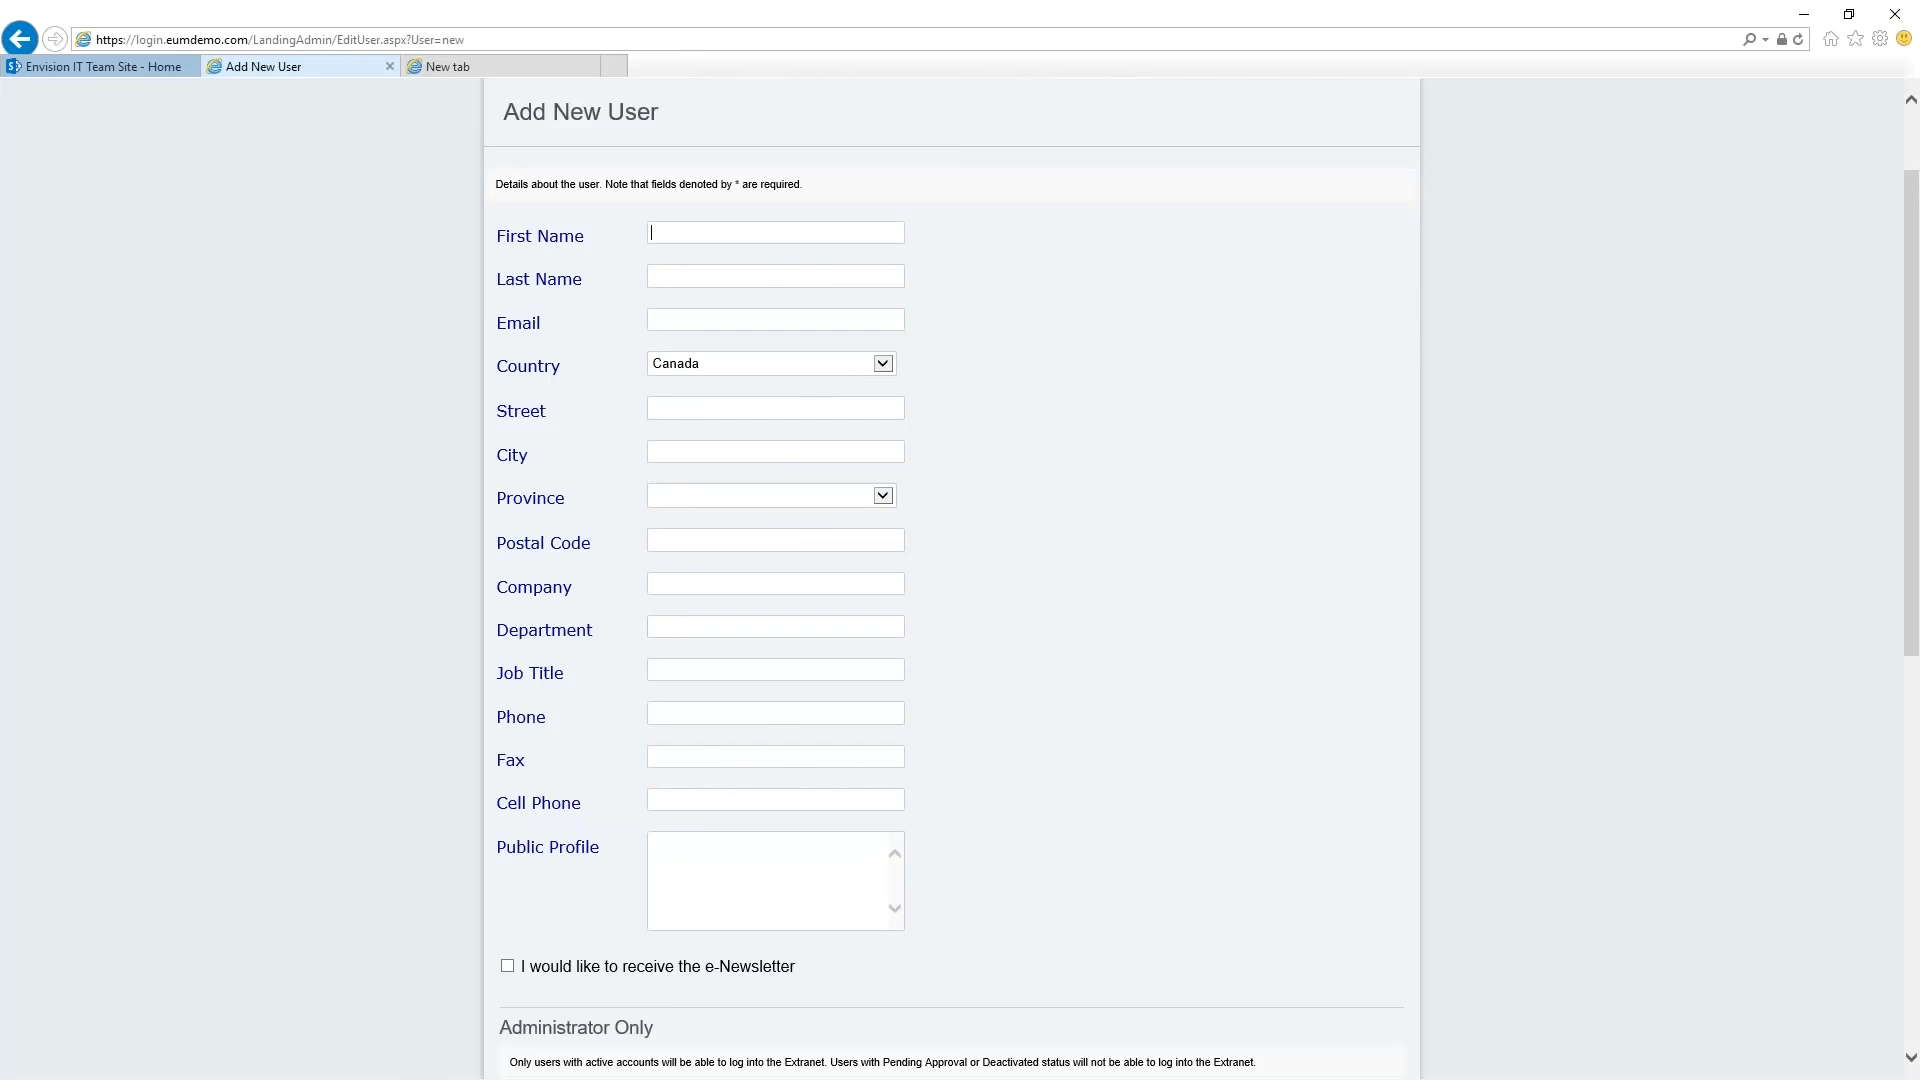 https://login.eumdemo.com/LandingAdmin/EditUser.aspx?User=new
Envision IT Team Site - Home
Add New User
New tab
Add New User
Details about the user. Note that fields denoted by * are required.
First Name
Last Name
Email
Country
Canada
Street
City
Province
Postal Code
Company
Department
Job Title
Phone
Fax
Cell Phone
Public Profile
I would like to receive the e-Newsletter
Administrator Only
Only users with active accounts will be able to log into the Extranet. Users with Pending Approval or Deactivated status will not be able to log into the Extranet.